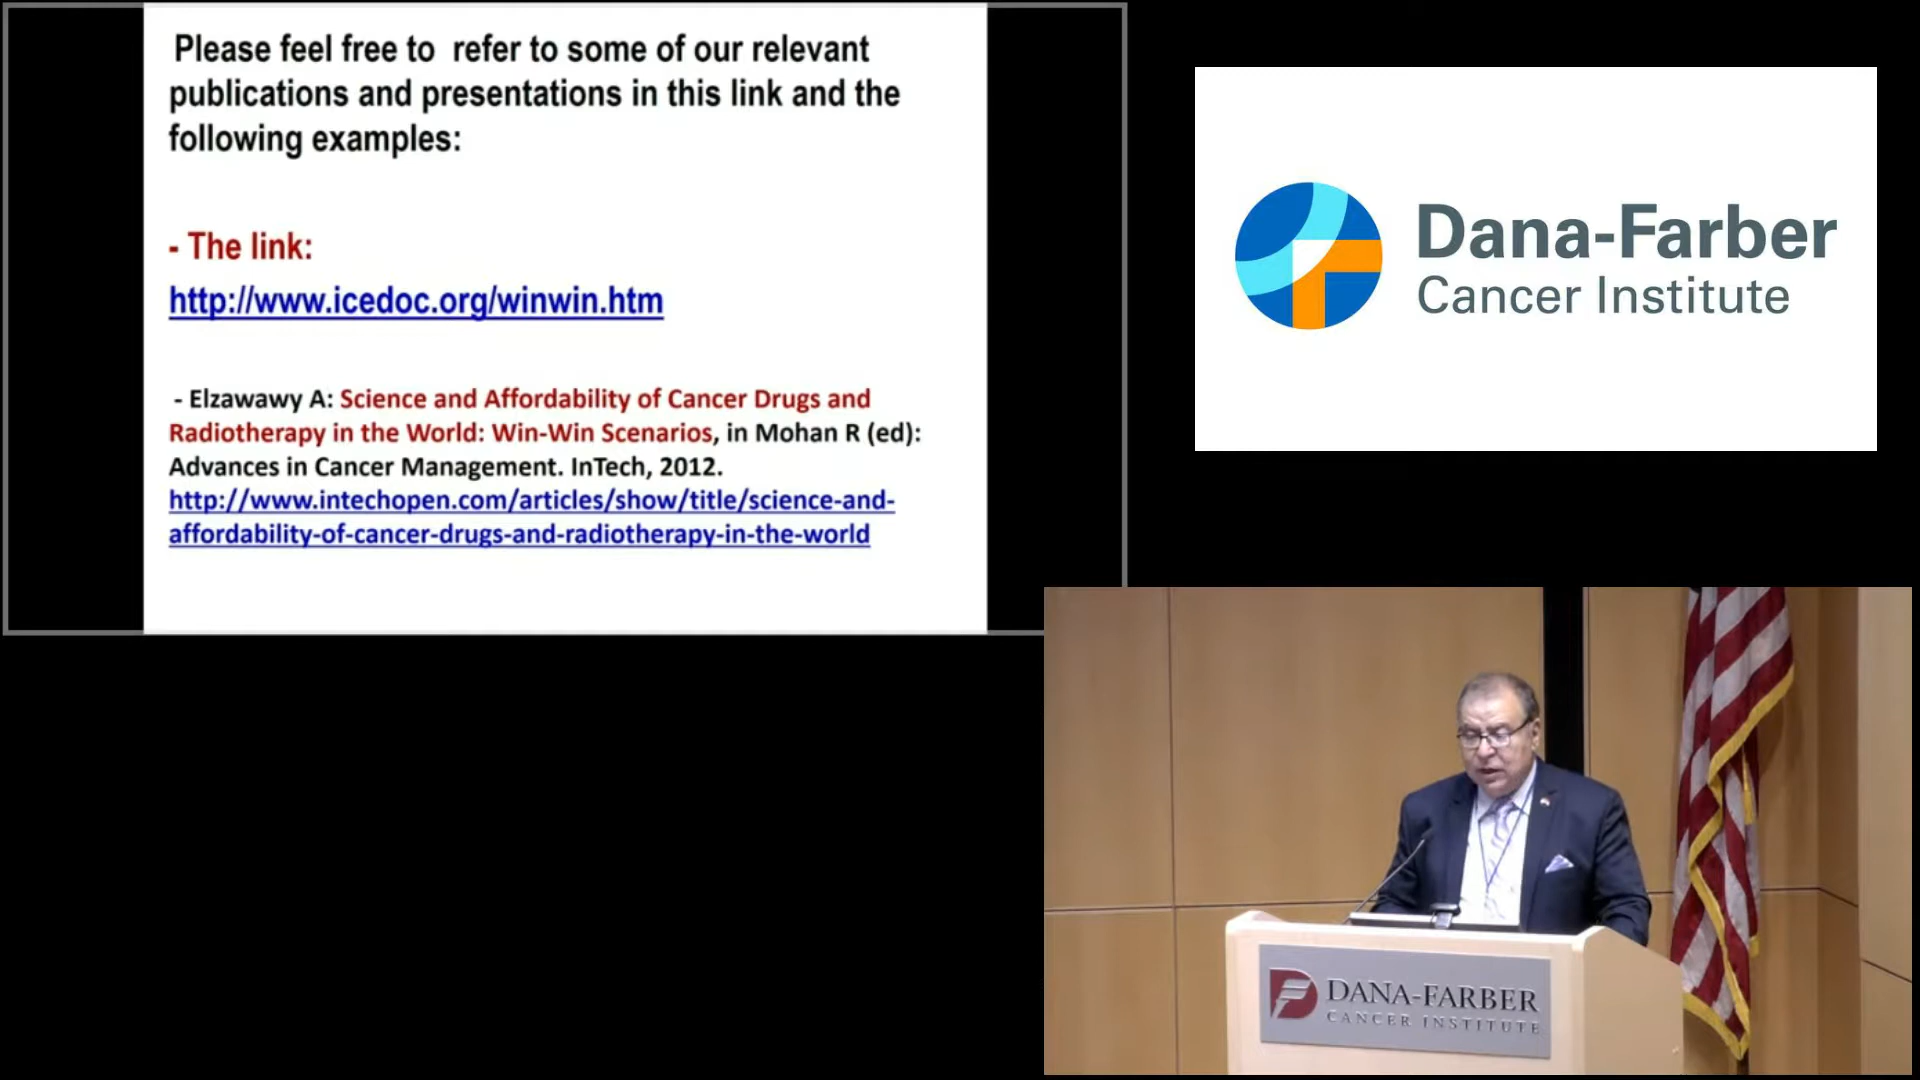 Please feel free to  refer to some of our relevant
publications and presentations in this link and the
following examples:
- The link:
http://www.icedoc.org/winwin.htm
- Elzawawy A: Science and Affordability of Cancer Drugs and
Radiotherapy in the World: Win-Win Scenarios, in Mohan R (ed):
Advances in Cancer Management. InTech, 2012.
http://www.intechopen.com/articles/show/title/science-and-
affordability-of-cancer-drugs-and-radiotherapy-in-the-world
Dana-Farber
Cancer Institute
DANA-FARBER
CANCER INSTITUTE